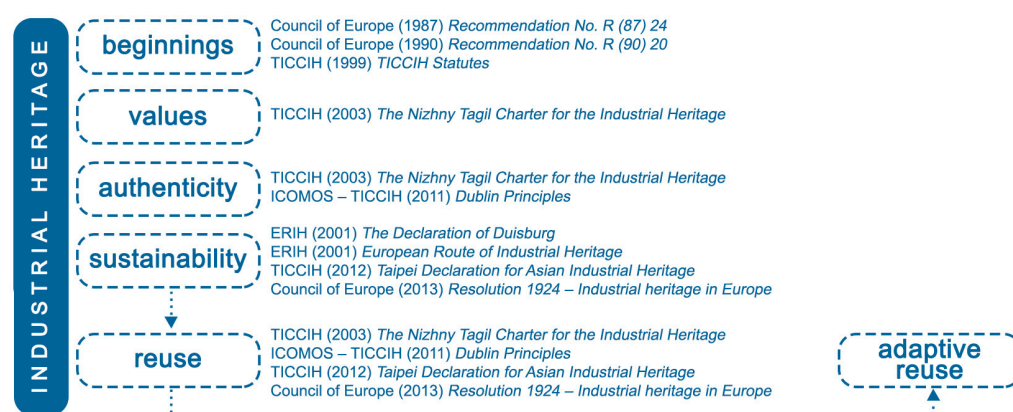 INDUSTRIAL HERITAGE
beginnings
Council of Europe (1987) Recommendation No. R (87) 24
Council of Europe (1990) Recommendation No. R (90) 20
TICCIH (1999) TICCIH Statutes
values
TICCIH (2003) The Nizhny Tagil Charter for the Industrial Heritage
authenticity
TICCIH (2003) The Nizhny Tagil Charter for the Industrial Heritage
ICOMOS – TICCIH (2011) Dublin Principles
sustainability
ERIH (2001) The Declaration of Duisburg
ERIH (2001) European Route of Industrial Heritage
TICCIH (2012) Taipei Declaration for Asian Industrial Heritage
Council of Europe (2013) Resolution 1924 – Industrial heritage in Europe
reuse
TICCIH (2003) The Nizhny Tagil Charter for the Industrial Heritage
ICOMOS – TICCIH (2011) Dublin Principles
TICCIH (2012) Taipei Declaration for Asian Industrial Heritage
Council of Europe (2013) Resolution 1924 – Industrial heritage in Europe
adaptive
reuse